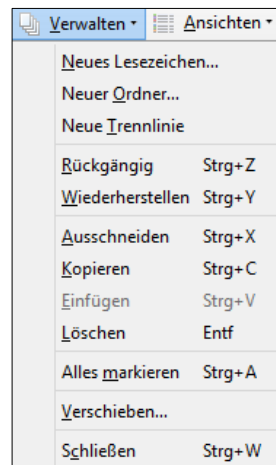 Verwalten Ansichten
Neues Lesezeichen...
Neuer Ordner...
Neue Trennlinie
Rückgängig Strg+Z
Wiederherstellen Strg+Y
Ausschneiden Strg+X
Kopieren Strg+C
Einfügen Strg+V
Löschen Entf
Alles markieren Strg+A
Verschieben...
Schließen Strg+W